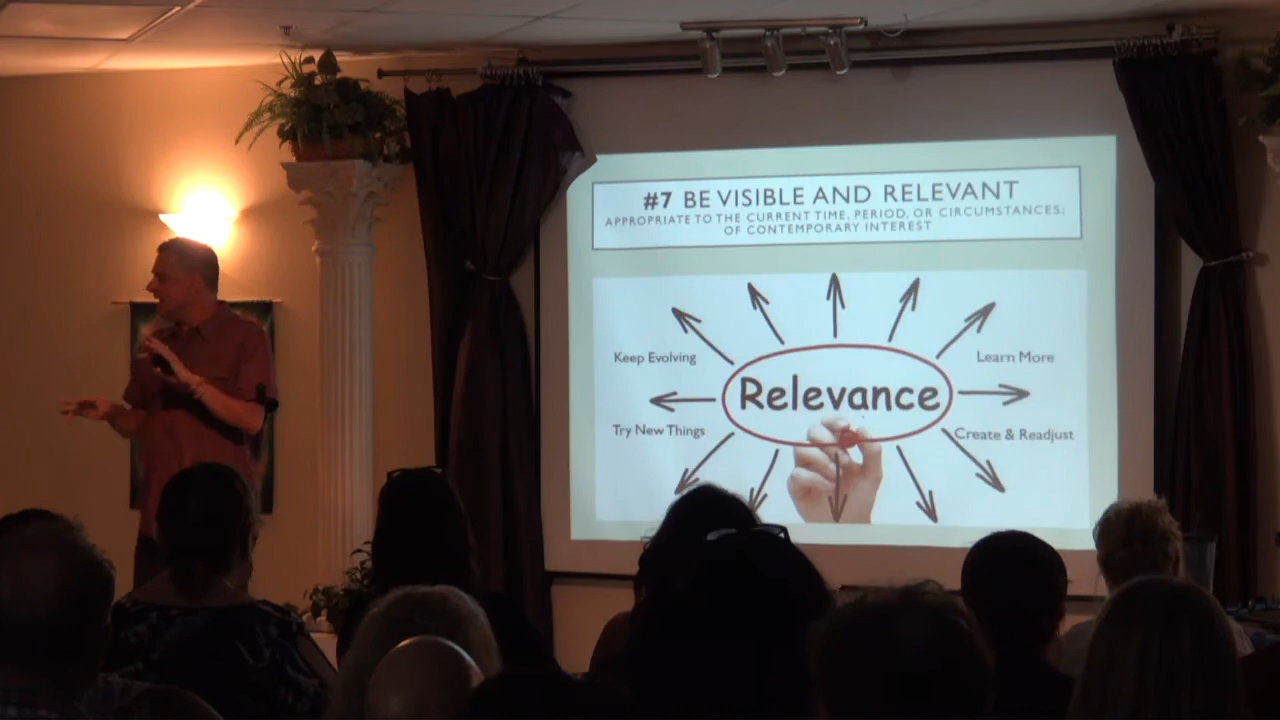 #7 BE VISIBLE AND RELEVANT
APPROPRIATE TO THE CURRENT TIME, PERIOD, OR CIRCUMSTANCES;
OF CONTEMPORARY INTEREST
Keep Evolving
Learn More
Relevance
Try New Things
Create & Readjust